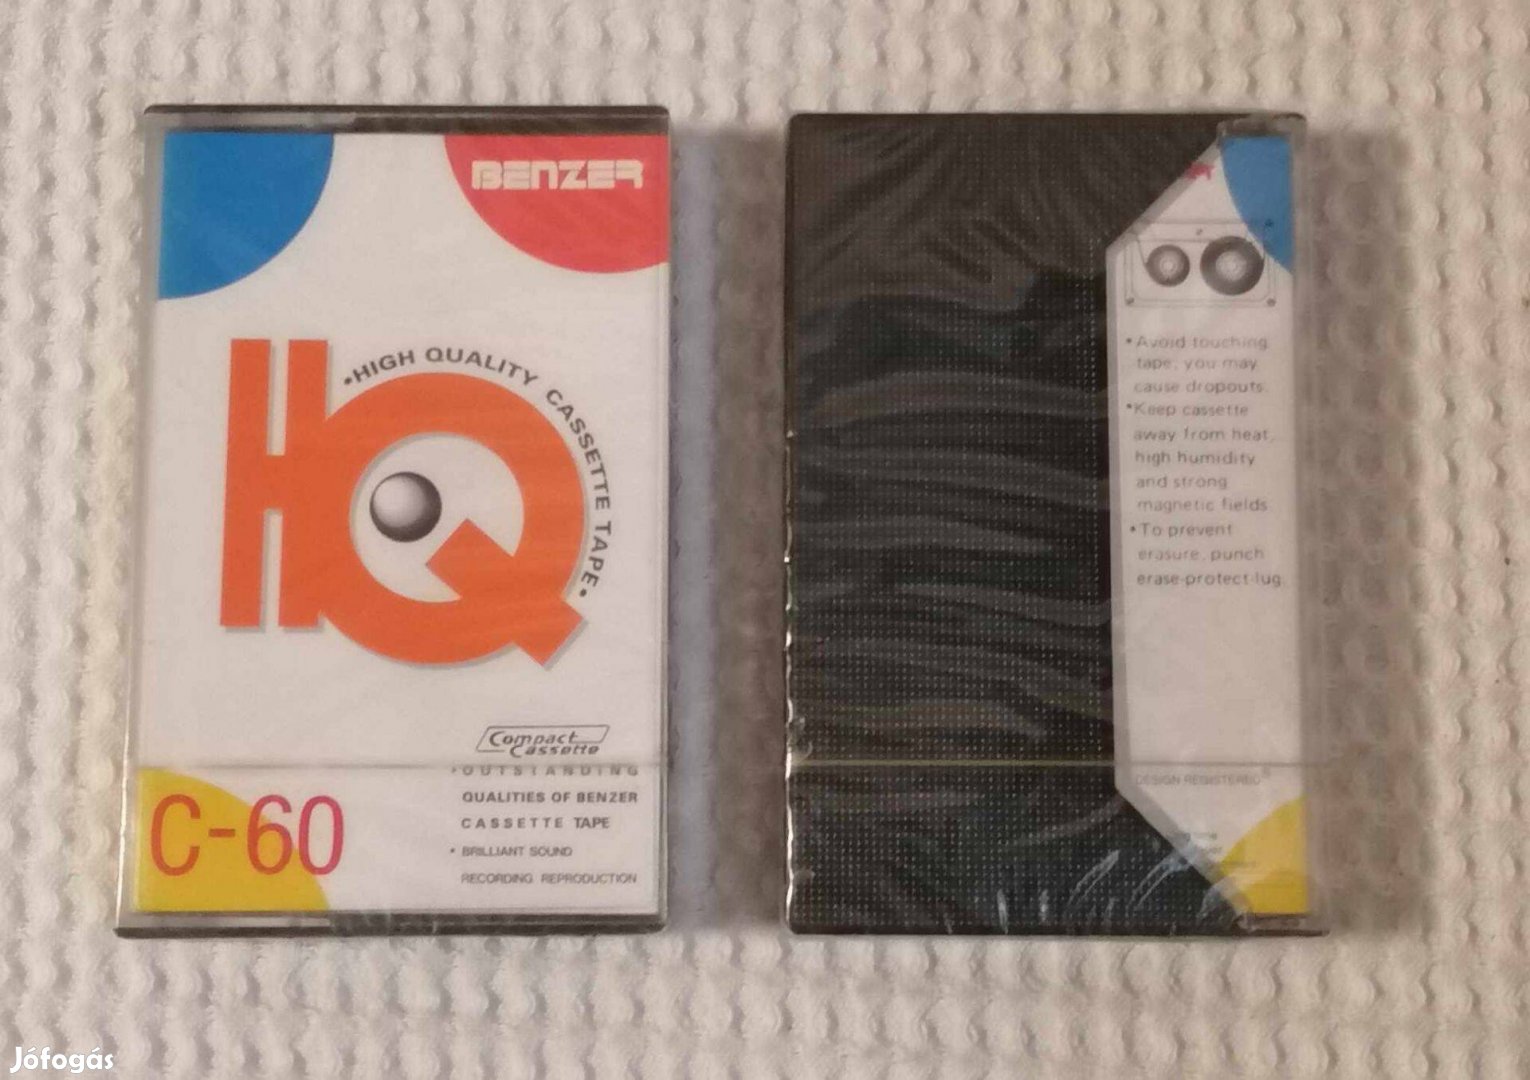 BENZER
HQ
•HIGH QUALITY CASSETTE TAPE•
Compact
Cassette
• OUTSTANDING
QUALITIES OF BENZER
CASSETTE TAPE
• BRILLIANT SOUND
RECORDING REPRODUCTION
C-60
• Avoid touching
tape, you may
cause dropouts.
• Keep cassette
away from heat,
high humidity
and strong
magnetic fields.
• To prevent
erasure, punch
erase-protect-lug.
DESIGN REGISTERED
Jófogás